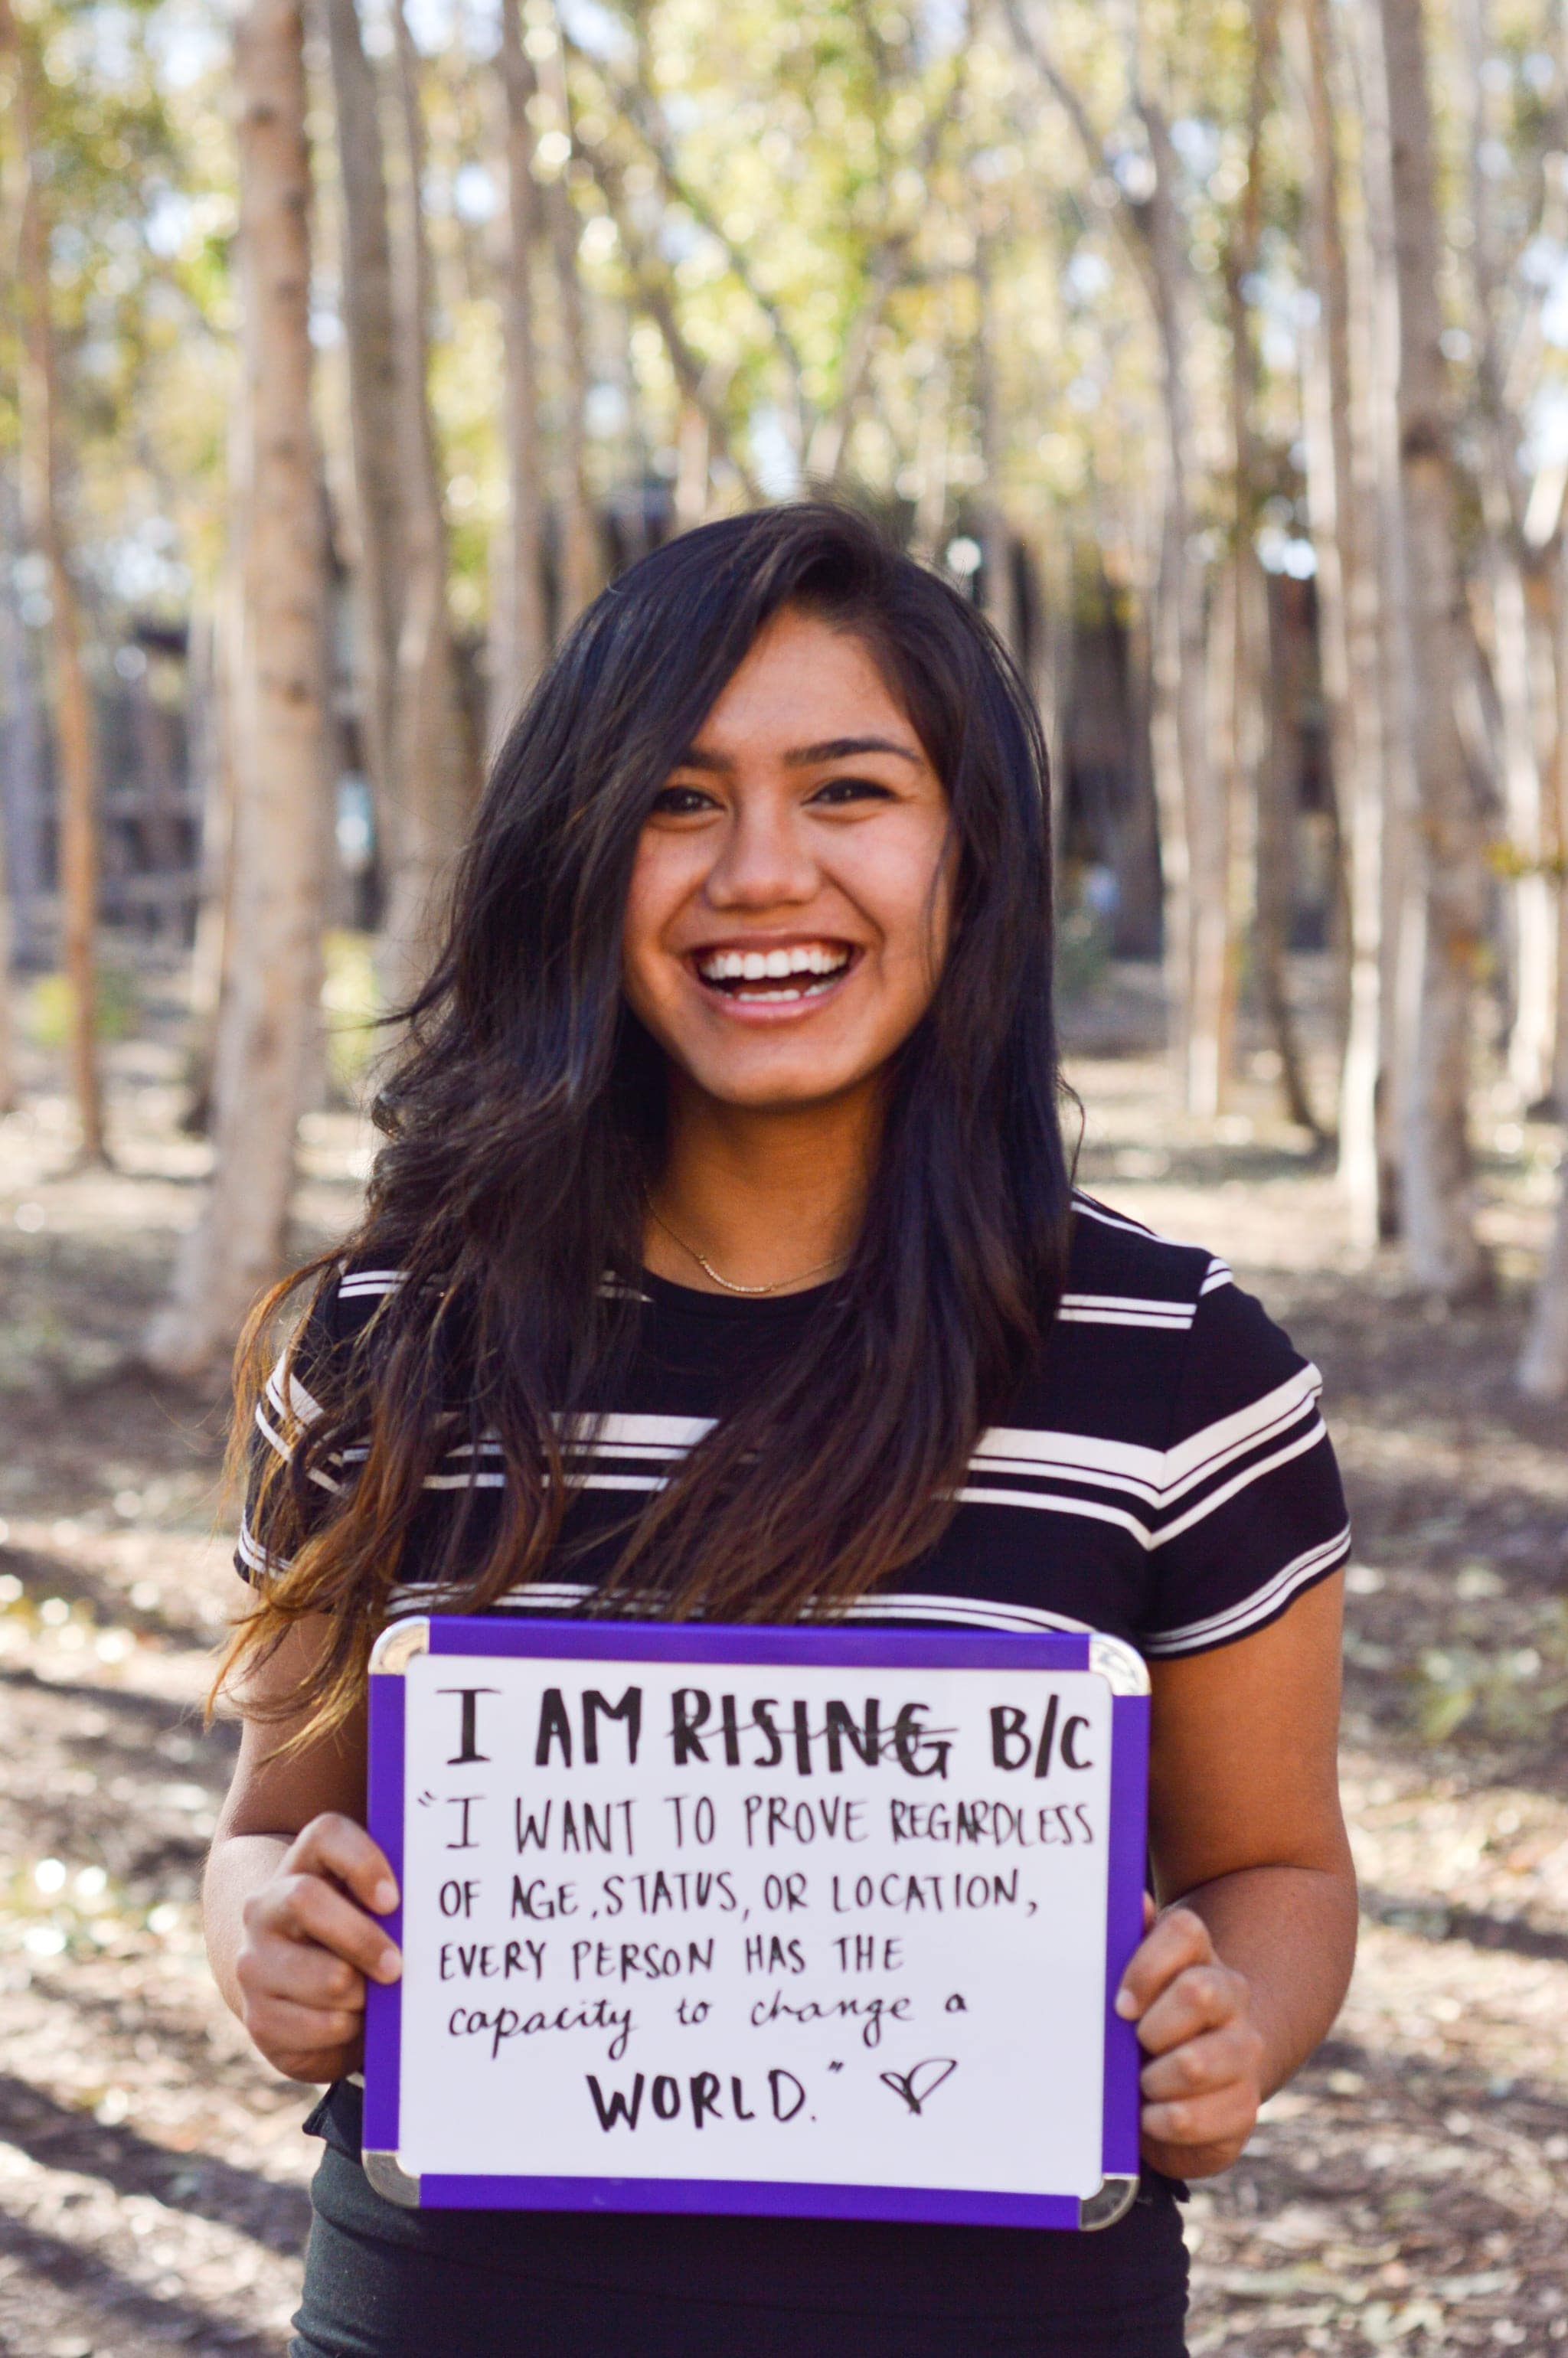 I AM RISING B/C
"I WANT TO PROVE REGARDLESS
OF AGE, STATUS, OR LOCATION,
EVERY PERSON HAS THE
capacity to change a
WORLD."